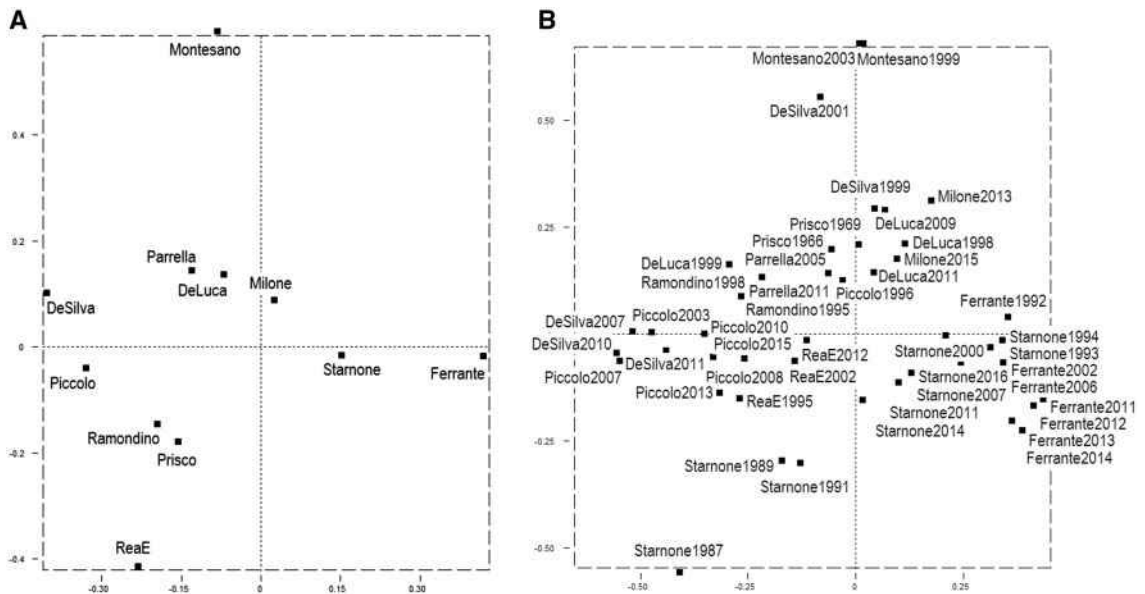 A
Montesano
0.4
0.2
Parrella
DeLuca
Milone
DeSilva
0
Starnone
Ferrante
Piccolo
Ramondino
Prisco
-0.2
ReaE
-0.4
-0.30
-0.15
0
0.15
0.30
B
Montesano2003
Montesano1999
DeSilva2001
0.50
DeSilva1999
Milone2013
0.25
Prisco1969
DeLuca2009
Prisco1966
DeLuca1998
DeLuca1999
Parrella2005
Milone2015
Ramondino1998
DeLuca2011
Parrella2011
Piccolo1996
Ramondino1995
Ferrante1992
DeSilva2007
Piccolo2003
Piccolo2010
0
Starnone1994
DeSilva2010
Piccolo2015
Starnone2000
Starnone1993
DeSilva2011
ReaE2012
Ferrante2002
Piccolo2007
Piccolo2008
ReaE2002
Starnone2016
Ferrante2006
Piccolo2013
ReaE1995
Starnone2007
Ferrante2011
Starnone2011
Ferrante2012
Starnone2014
Ferrante2013
-0.25
Ferrante2014
Starnone1989
Starnone1991
-0.50
Starnone1987
-0.50
-0.25
0
0.25